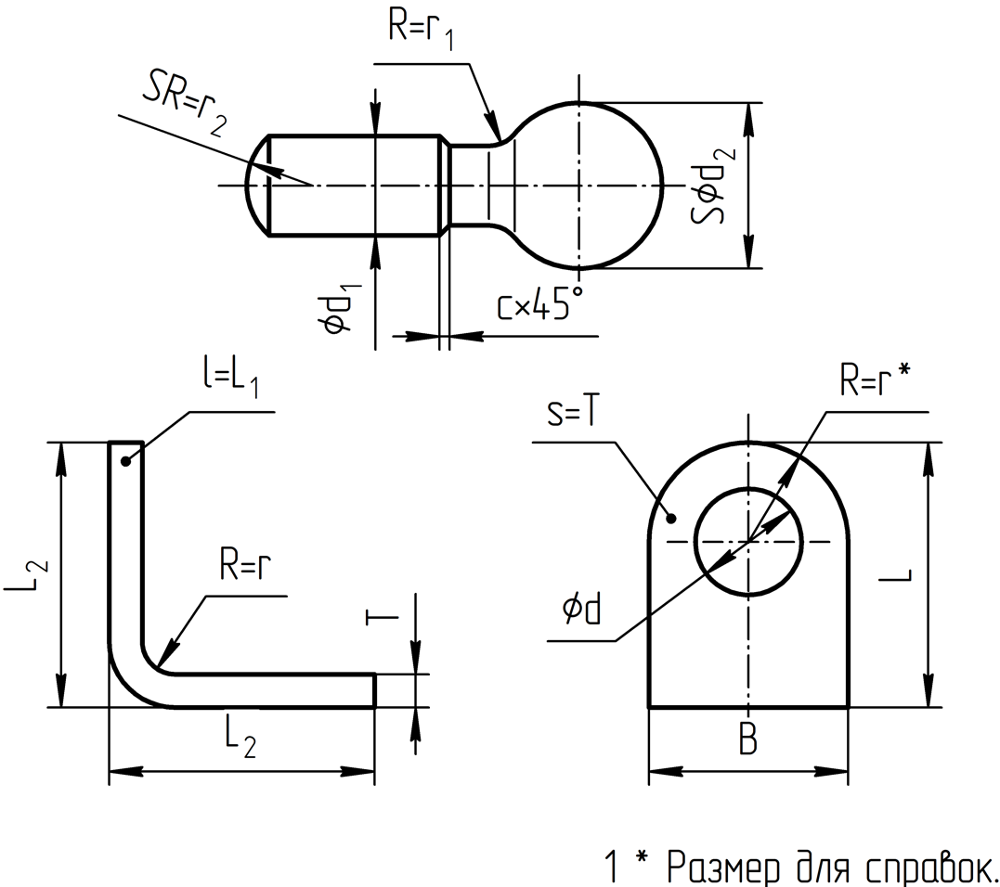 R=r₁
SR=r₂
Sϕd₂
ϕd₁
c×45°
l=L₁
R=r*
s=T
L₂
R=r
T
L
ϕd
L₂
B
1 * Размер для справок.